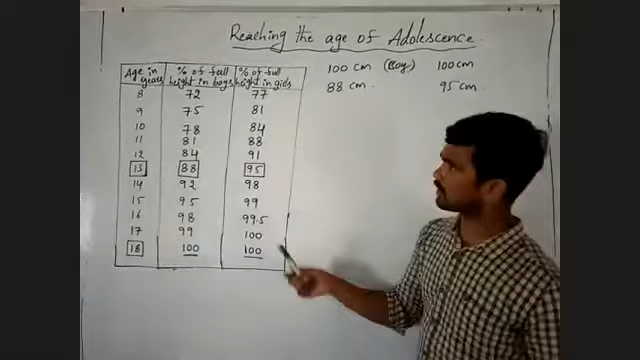 Reaching the age of Adolescence
Age in years % of full height in boys % of full height in girls
8 72 77
9 75 81
10 78 84
11 81 88
12 84 91
13 88 95
14 92 98
15 95 99
16 98 99.5
17 99 100
18 100 100
100 cm (Boy) 100 cm
88 cm 95 cm